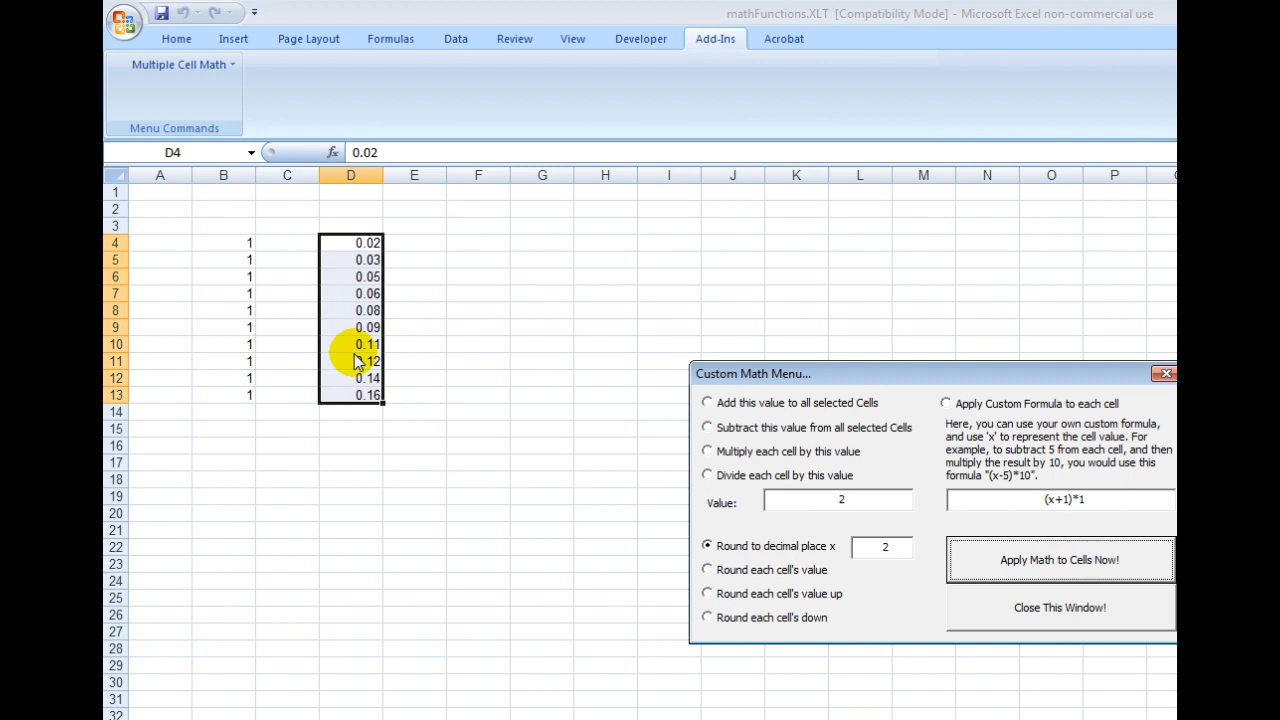 mathFunctions.XIT [Compatibility Mode] - Microsoft Excel non-commercial use
Home Insert Page Layout Formulas Data Review View Developer Add-Ins Acrobat
Multiple Cell Math
Menu Commands
D4 fx 0.02
A B C D E F G H I J K L M N O P
1
2
3
4 1 0.02
5 1 0.03
6 1 0.05
7 1 0.06
8 1 0.08
9 1 0.09
10 1 0.11
11 1 0.12
12 1 0.14
13 1 0.16
14
15
16
17
18
19
20
21
22
23
24
25
26
27
28
29
30
31
32
Custom Math Menu...
Add this value to all selected Cells
Subtract this value from all selected Cells
Multiply each cell by this value
Divide each cell by this value
Value: 2
Round to decimal place x 2
Round each cell's value
Round each cell's value up
Round each cell's down
Apply Custom Formula to each cell
Here, you can use your own custom formula,
and use 'x' to represent the cell value. For
example, to subtract 5 from each cell, and then
multiply the result by 10, you would use this
formula "(x-5)*10".
(x+1)*1
Apply Math to Cells Now!
Close This Window!